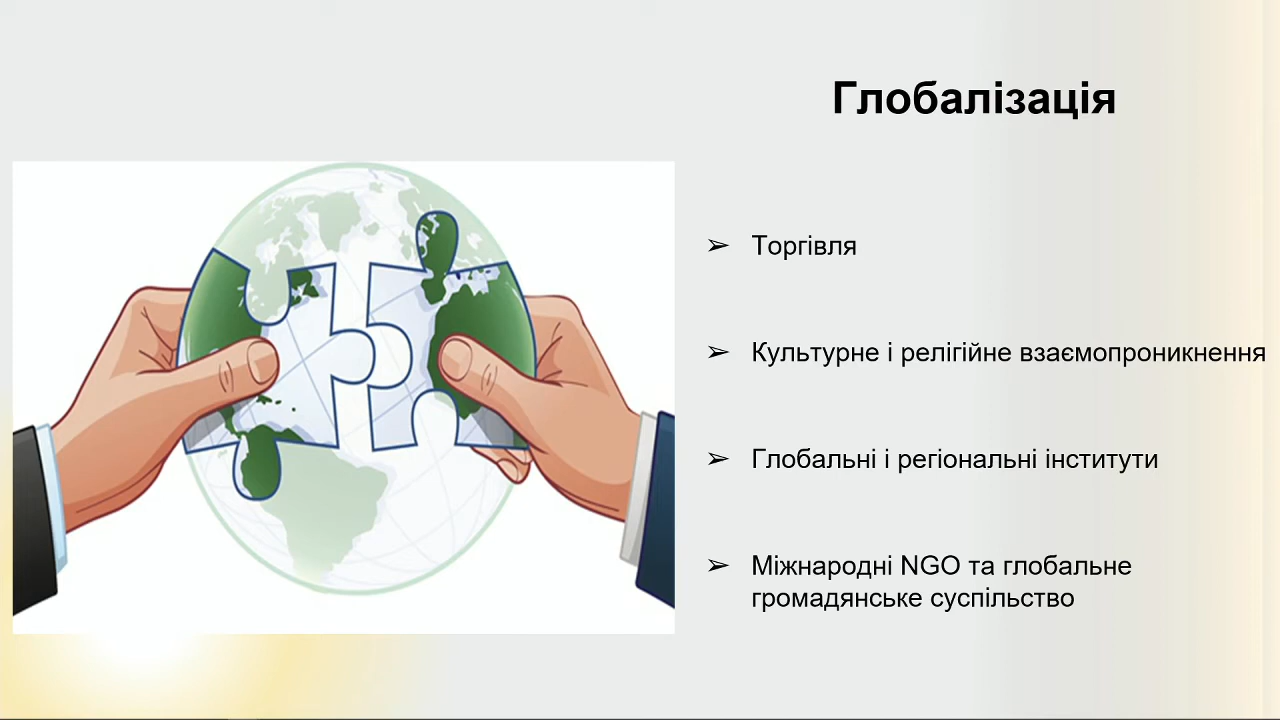 Глобалізація
➢ Торгівля
➢ Культурне і релігійне взаємопроникнення
➢ Глобальні і регіональні інститути
➢ Міжнародні NGO та глобальне
громадянське суспільство